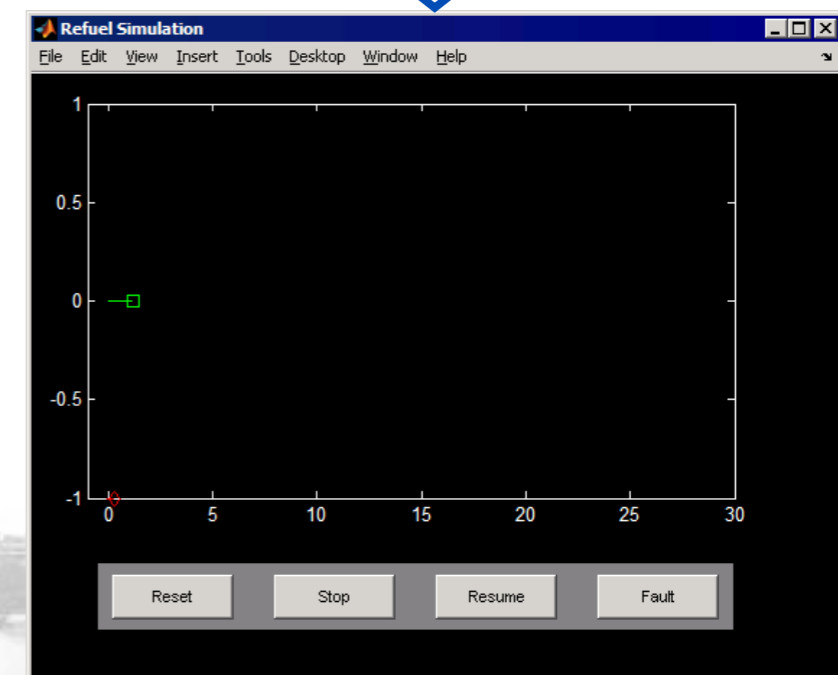 Refuel Simulation
File Edit View Insert Tools Desktop Window Help
1
0.5
0
-0.5
-1
0 5 10 15 20 25 30
Reset Stop Resume Fault